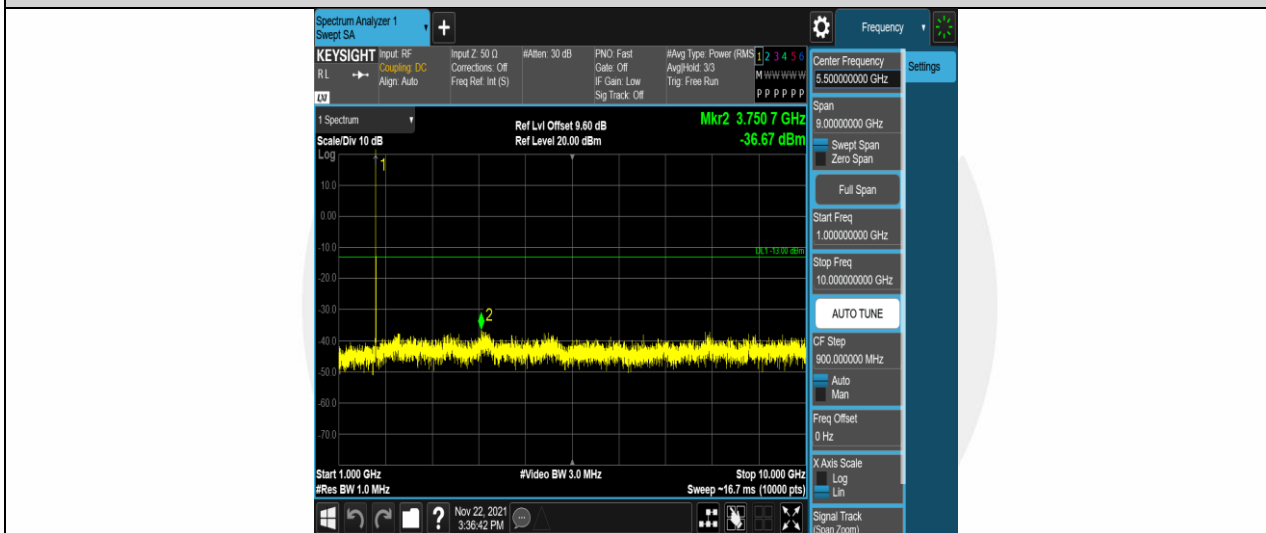 Spectrum Analyzer 1
Swept SA
+
Frequency
KEYSIGHT
RL
LXI
Input: RF
Coupling: DC
Align: Auto
Input Z: 50 Ω
Corrections: Off
Freq Ref: Int (S)
#Atten: 30 dB
PNO: Fast
Gate: Off
IF Gain: Low
Sig Track: Off
#Avg Type: Power (RMS
Avg|Hold: 3/3
Trig: Free Run
1 2 3 4 5 6
M W W W W W
P P P P P P
1 Spectrum
Scale/Div 10 dB
Log
Ref Lvl Offset 9.60 dB
Ref Level 20.00 dBm
Mkr2 3.750 7 GHz
-36.67 dBm
1
10.0
0.00
-10.0
DL1 -13.00 dBm
-20.0
-30.0
2
-40.0
-50.0
-60.0
-70.0
Start 1.000 GHz
#Res BW 1.0 MHz
#Video BW 3.0 MHz
Stop 10.000 GHz
Sweep ~16.7 ms (10000 pts)
?
Nov 22, 2021
3:36:42 PM
Center Frequency
5.500000000 GHz
Settings
Span
9.00000000 GHz
Swept Span
Zero Span
Full Span
Start Freq
1.000000000 GHz
Stop Freq
10.000000000 GHz
AUTO TUNE
CF Step
900.000000 MHz
Auto
Man
Freq Offset
0 Hz
X Axis Scale
Log
Lin
Signal Track
(Span Zoom)